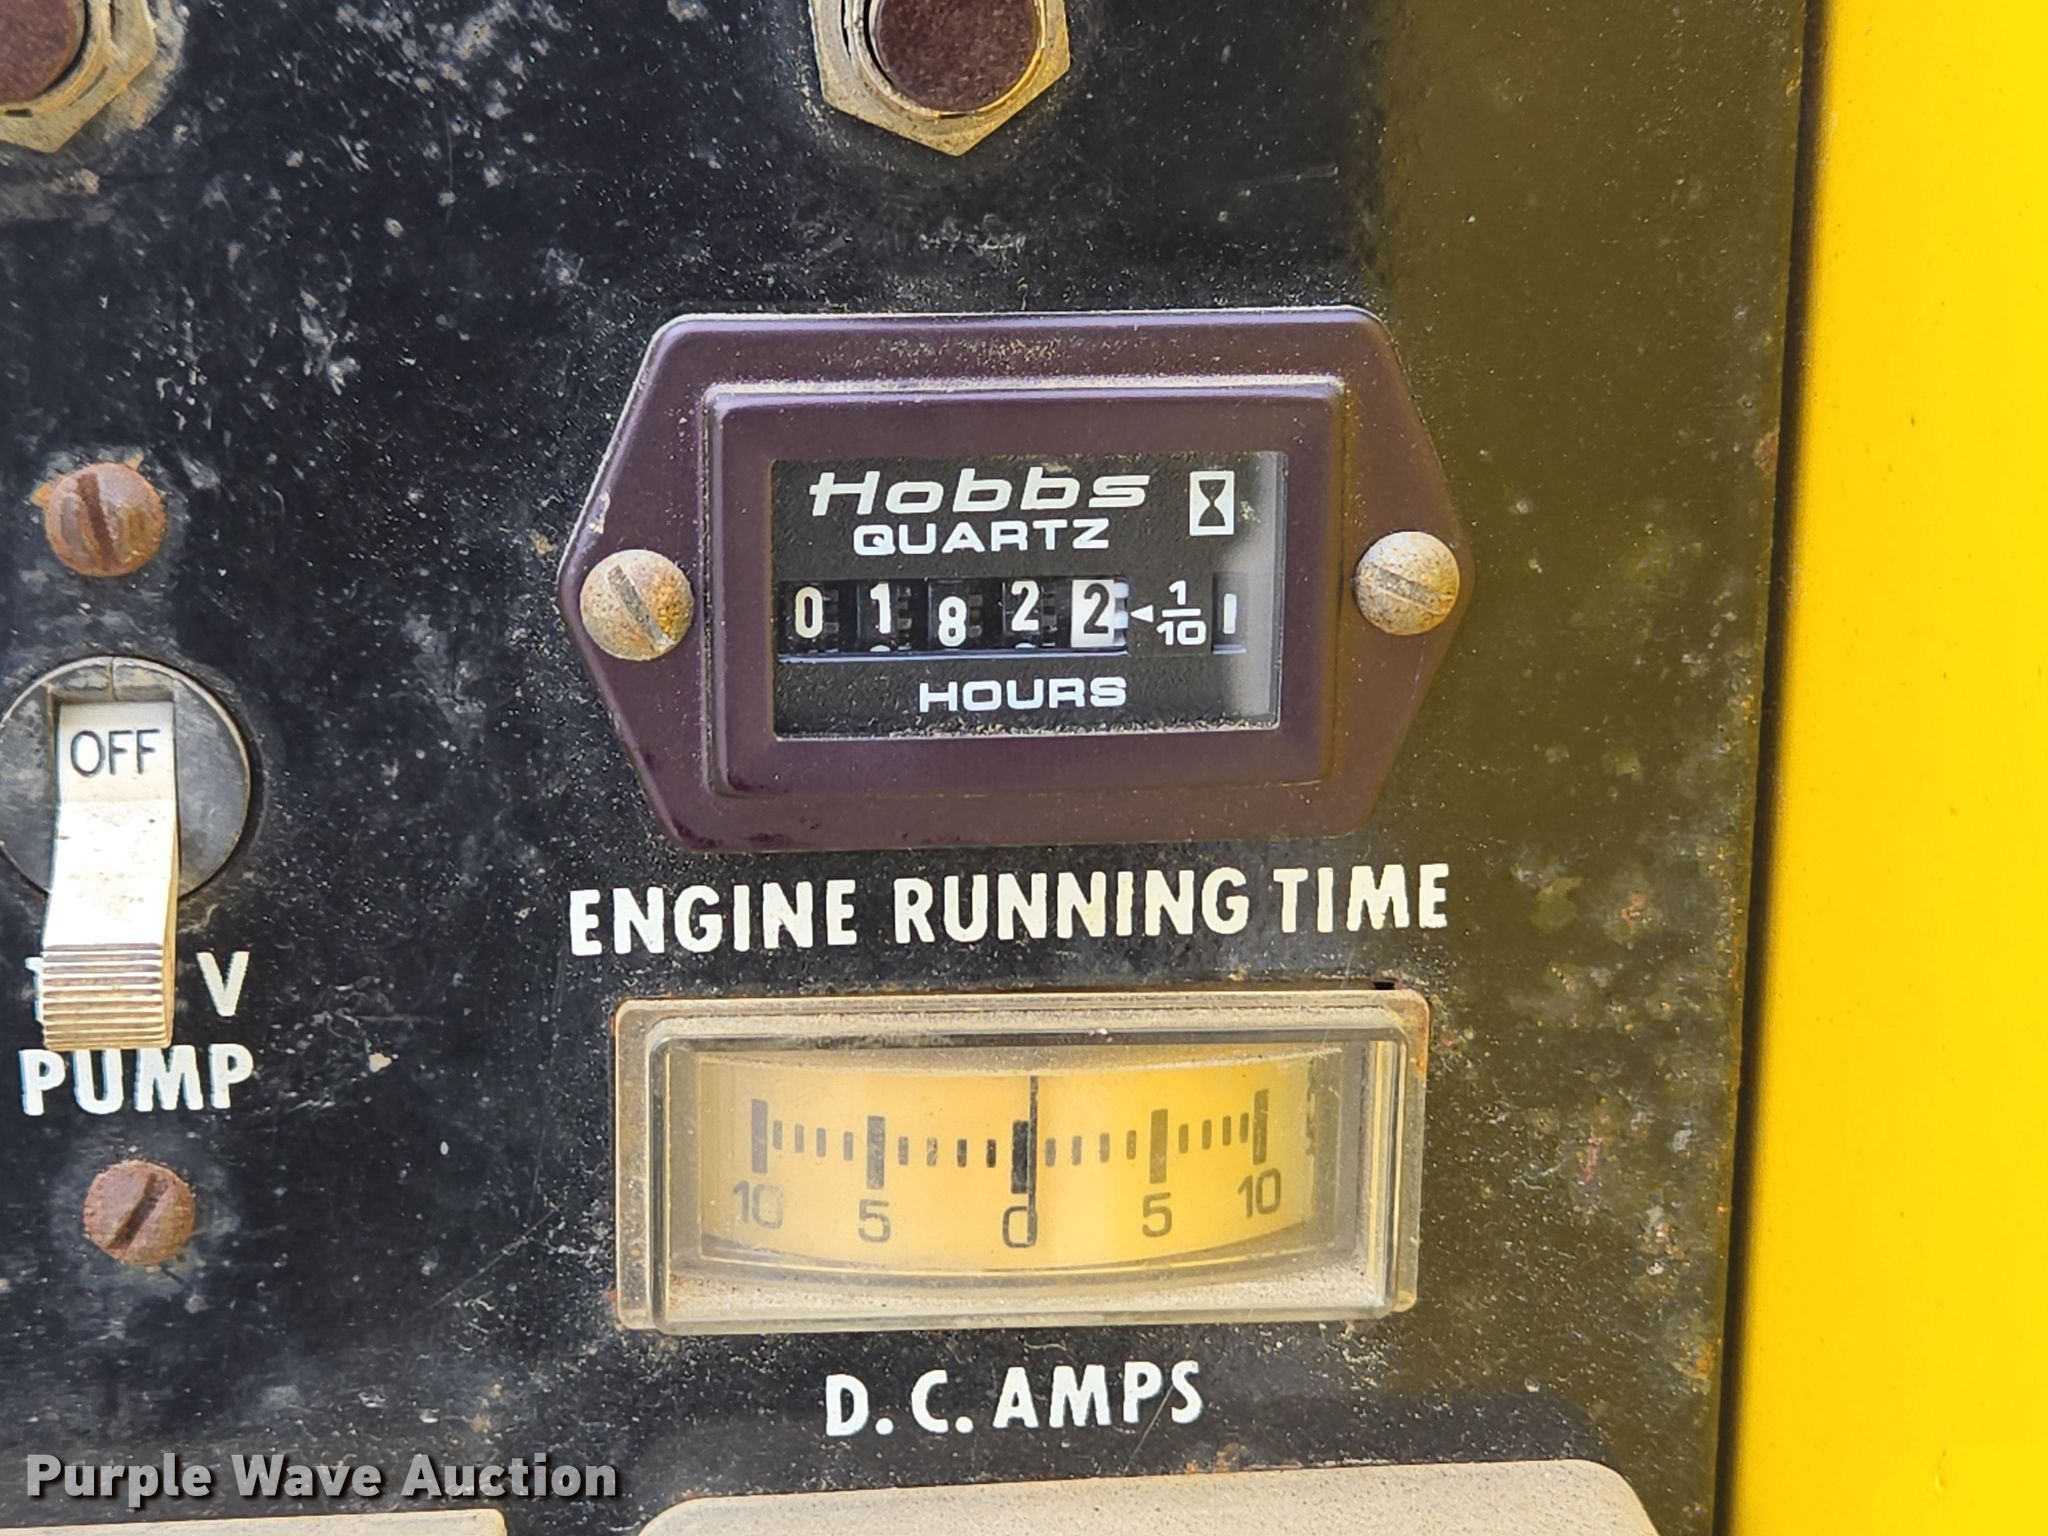 Hobbs
QUARTZ
0 1 8 2 2 1/10
HOURS
OFF
ENGINE RUNNING TIME
V
PUMP
10 5 0 5 10
D.C. AMPS
Purple Wave Auction